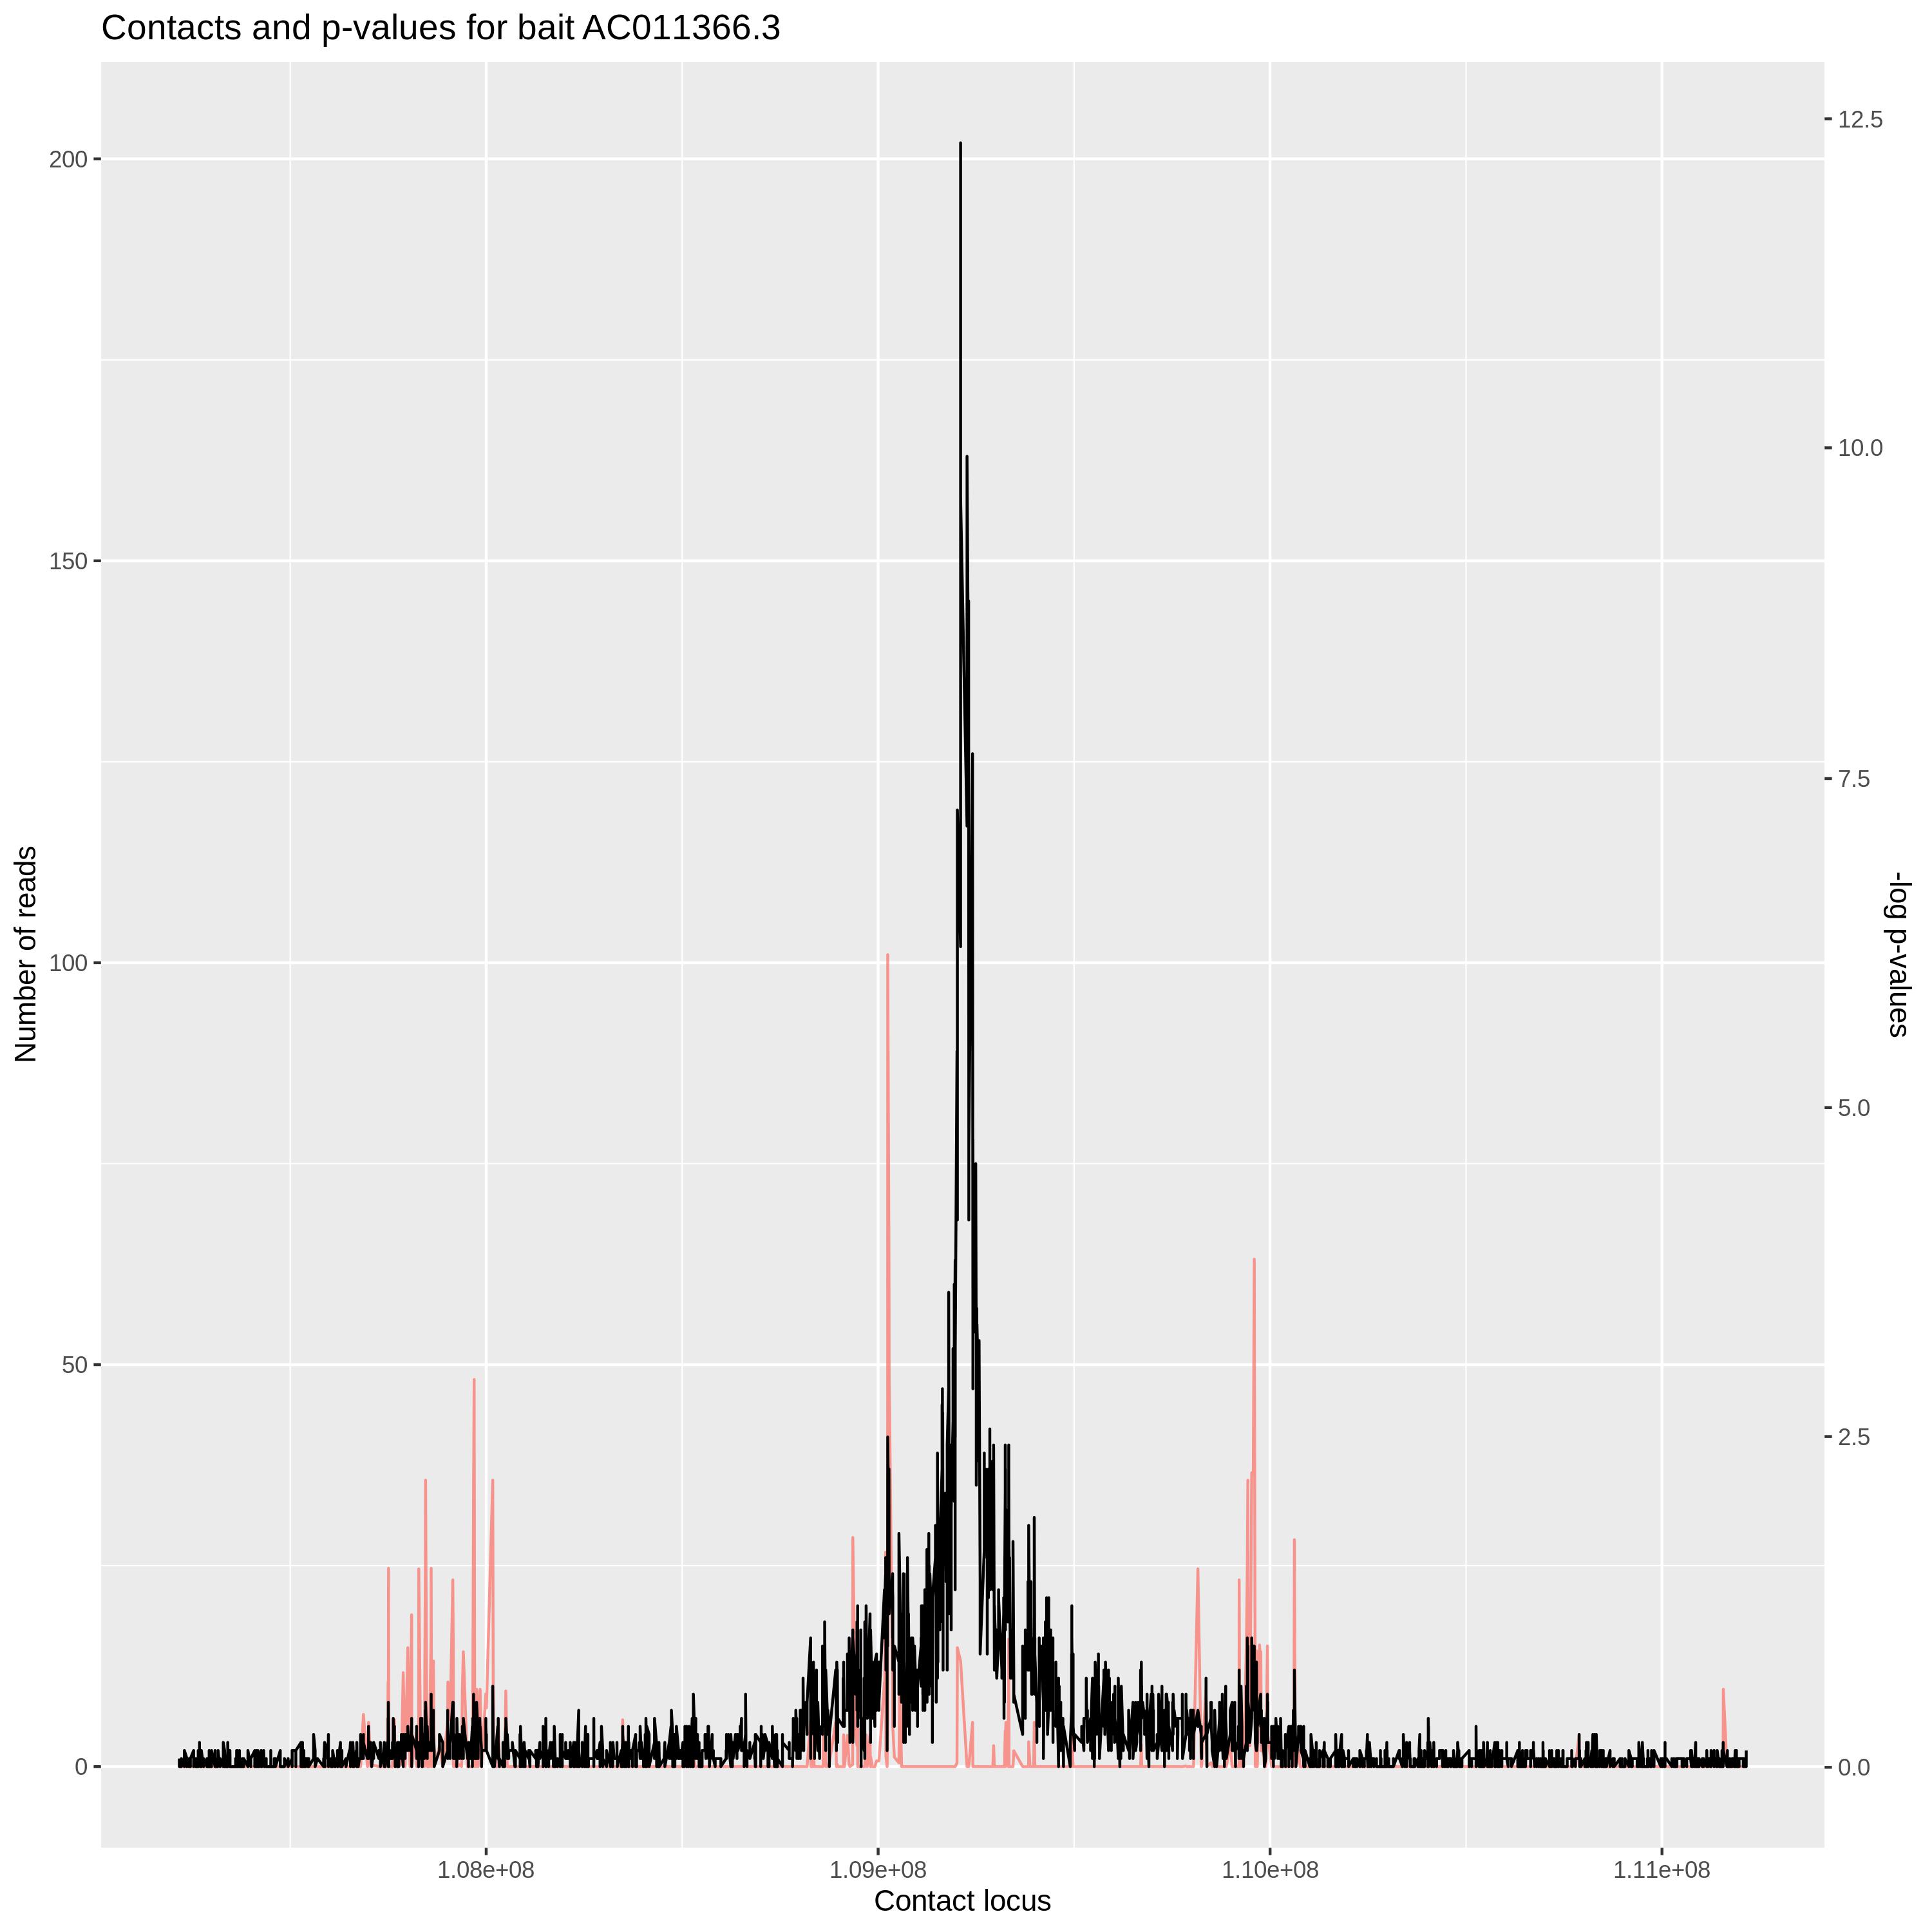 Contacts and p-values for bait AC011366.3
Number of reads
200
150
100
50
0
12.5
10.0
7.5
5.0
2.5
0.0
-log p-values
1.08e+08
1.09e+08
1.10e+08
1.11e+08
Contact locus